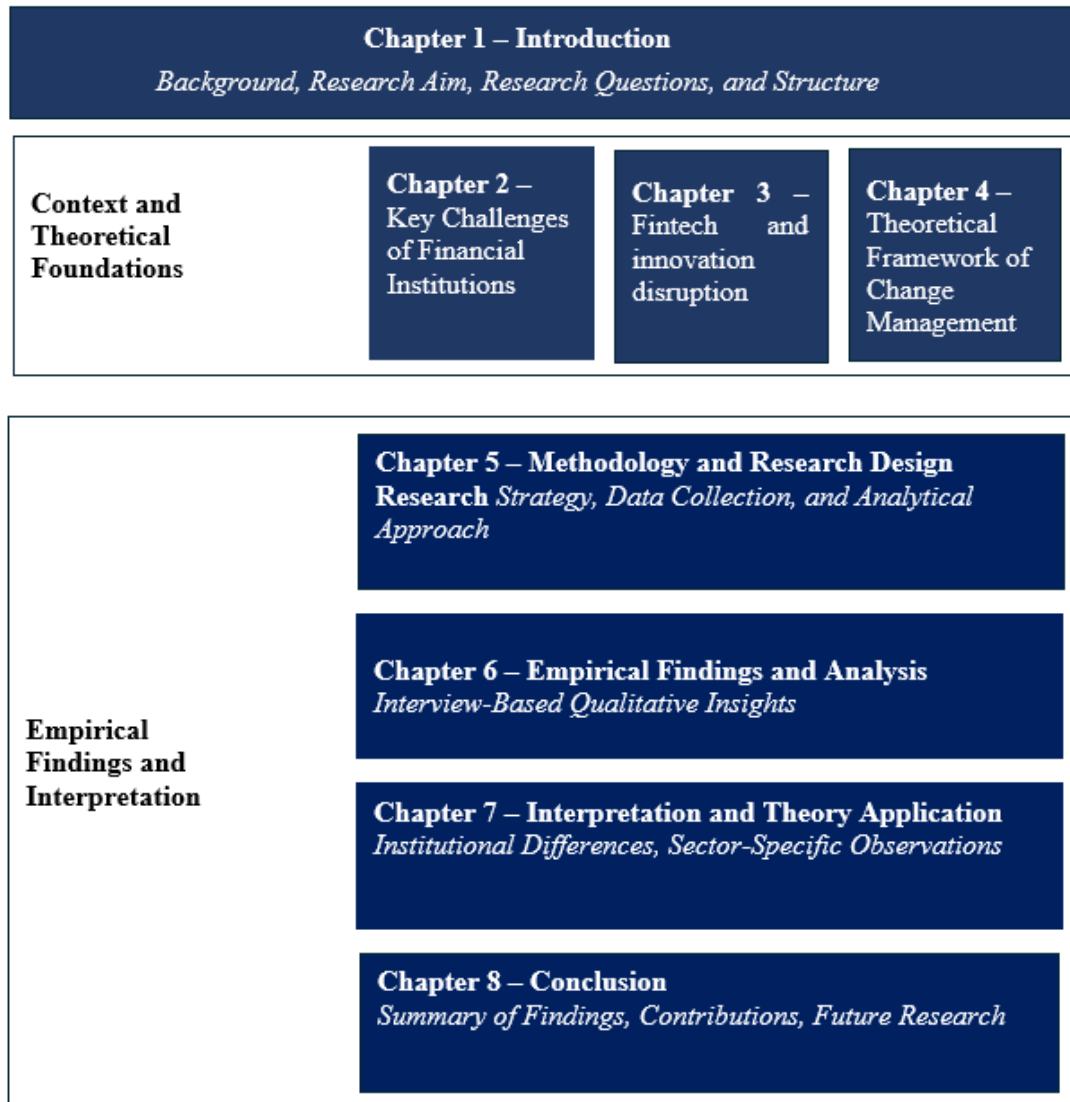 Chapter 1 – Introduction
Background, Research Aim, Research Questions, and Structure
Context and
Theoretical
Foundations
Chapter 2 –
Key Challenges
of Financial
Institutions
Chapter 3 –
Fintech and
innovation
disruption
Chapter 4 –
Theoretical
Framework of
Change
Management
Empirical
Findings and
Interpretation
Chapter 5 – Methodology and Research Design
Research Strategy, Data Collection, and Analytical
Approach
Chapter 6 – Empirical Findings and Analysis
Interview-Based Qualitative Insights
Chapter 7 – Interpretation and Theory Application
Institutional Differences, Sector-Specific Observations
Chapter 8 – Conclusion
Summary of Findings, Contributions, Future Research